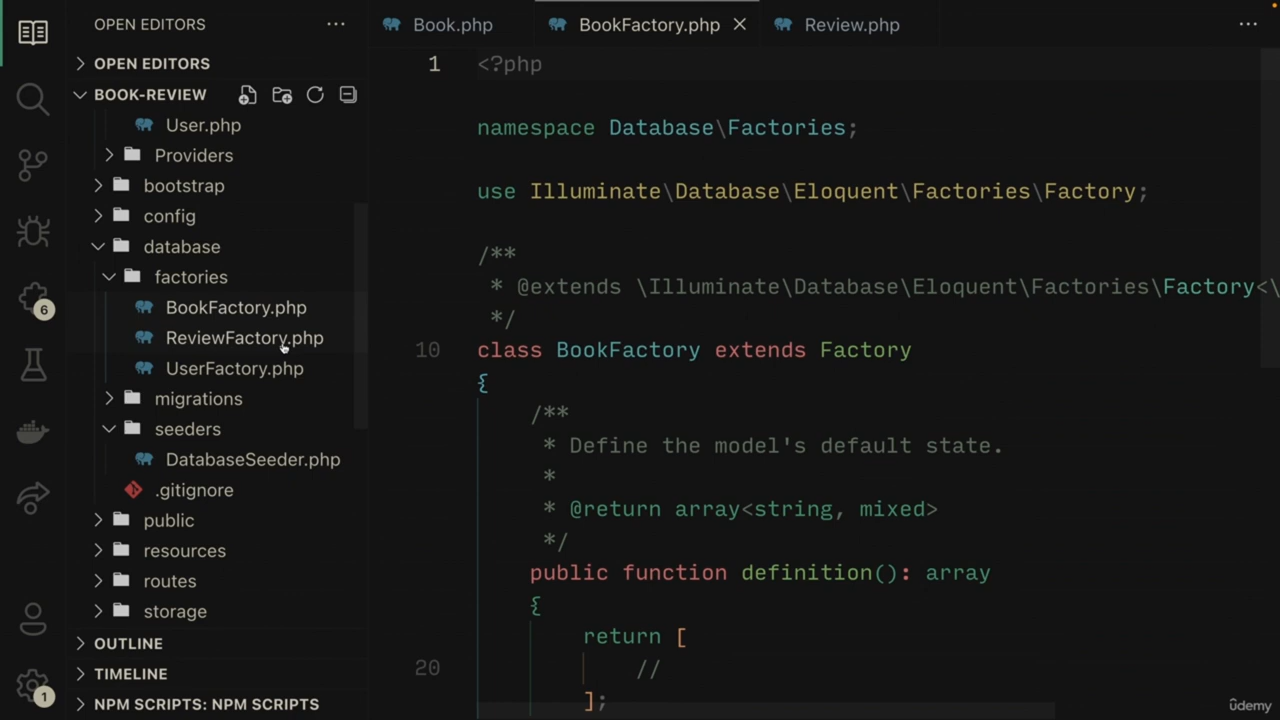 OPEN EDITORS
OPEN EDITORS
BOOK-REVIEW
User.php
Providers
bootstrap
config
database
factories
BookFactory.php
ReviewFactory.php
UserFactory.php
migrations
seeders
DatabaseSeeder.php
.gitignore
public
resources
routes
storage
OUTLINE
TIMELINE
NPM SCRIPTS: NPM SCRIPTS
6
1
Book.php
BookFactory.php
Review.php
1 <?php
namespace Database\Factories;
use Illuminate\Database\Eloquent\Factories\Factory;
/**
* @extends \Illuminate\Database\Eloquent\Factories\Factory<\
*/
10 class BookFactory extends Factory
{
/**
* Define the model's default state.
*
* @return array<string, mixed>
*/
public function definition(): array
{
return [
20 //
];
ûdemy